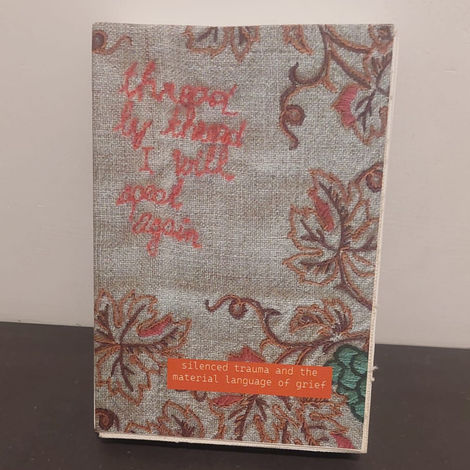 thread
by thread
I will
speak
again
silenced trauma and the
material language of grief